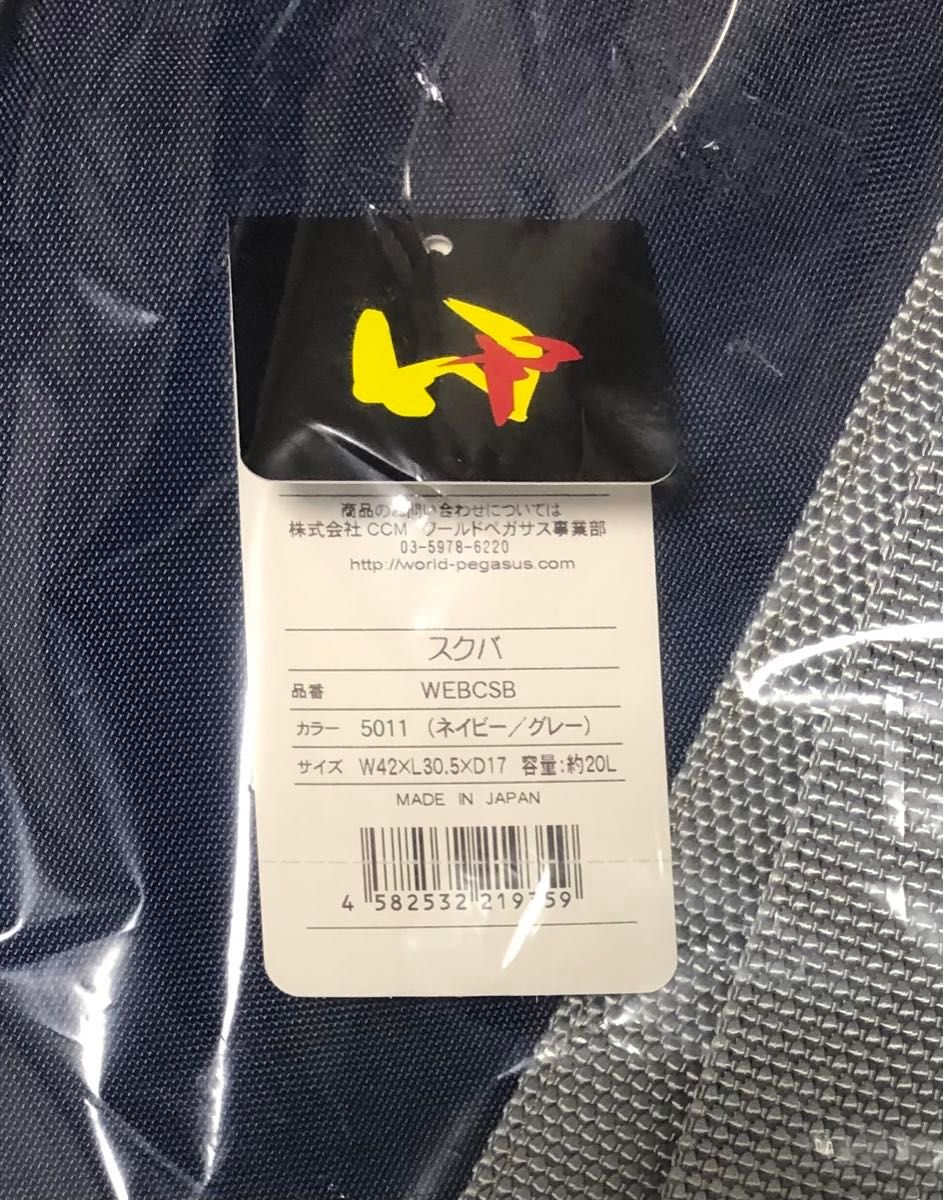 商品のお問い合わせについては
株式会社 CCM ワールドペガサス事業部
03-5978-6220
http://world-pegasus.com
スクバ
品番 WEBCSB
カラー 5011 (ネイビー/グレー)
サイズ W42×L30.5×D17 容量:約20L
MADE IN JAPAN
4 582532